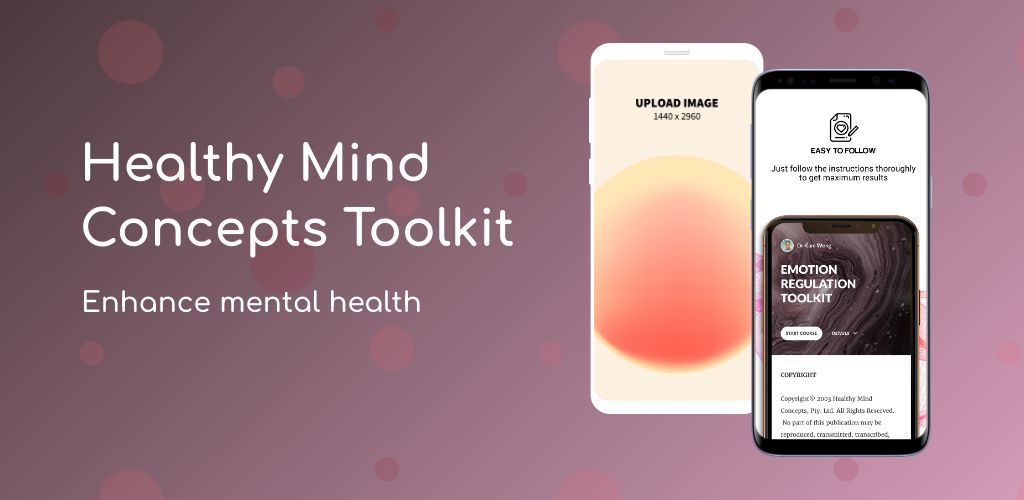 Healthy Mind
Concepts Toolkit
Enhance mental health
UPLOAD IMAGE
1440 x 2960
EASY TO FOLLOW
Just follow the instructions thoroughly
to get maximum results
Dr Kam Wong
EMOTION
REGULATION
TOOLKIT
START COURSE
DETAILS
COPYRIGHT
Copyright© 2003 Healthy Mind
Concepts, Pty. Ltd. All Rights Reserved.
No part of this publication may be
reproduced, transmitted, transcribed,